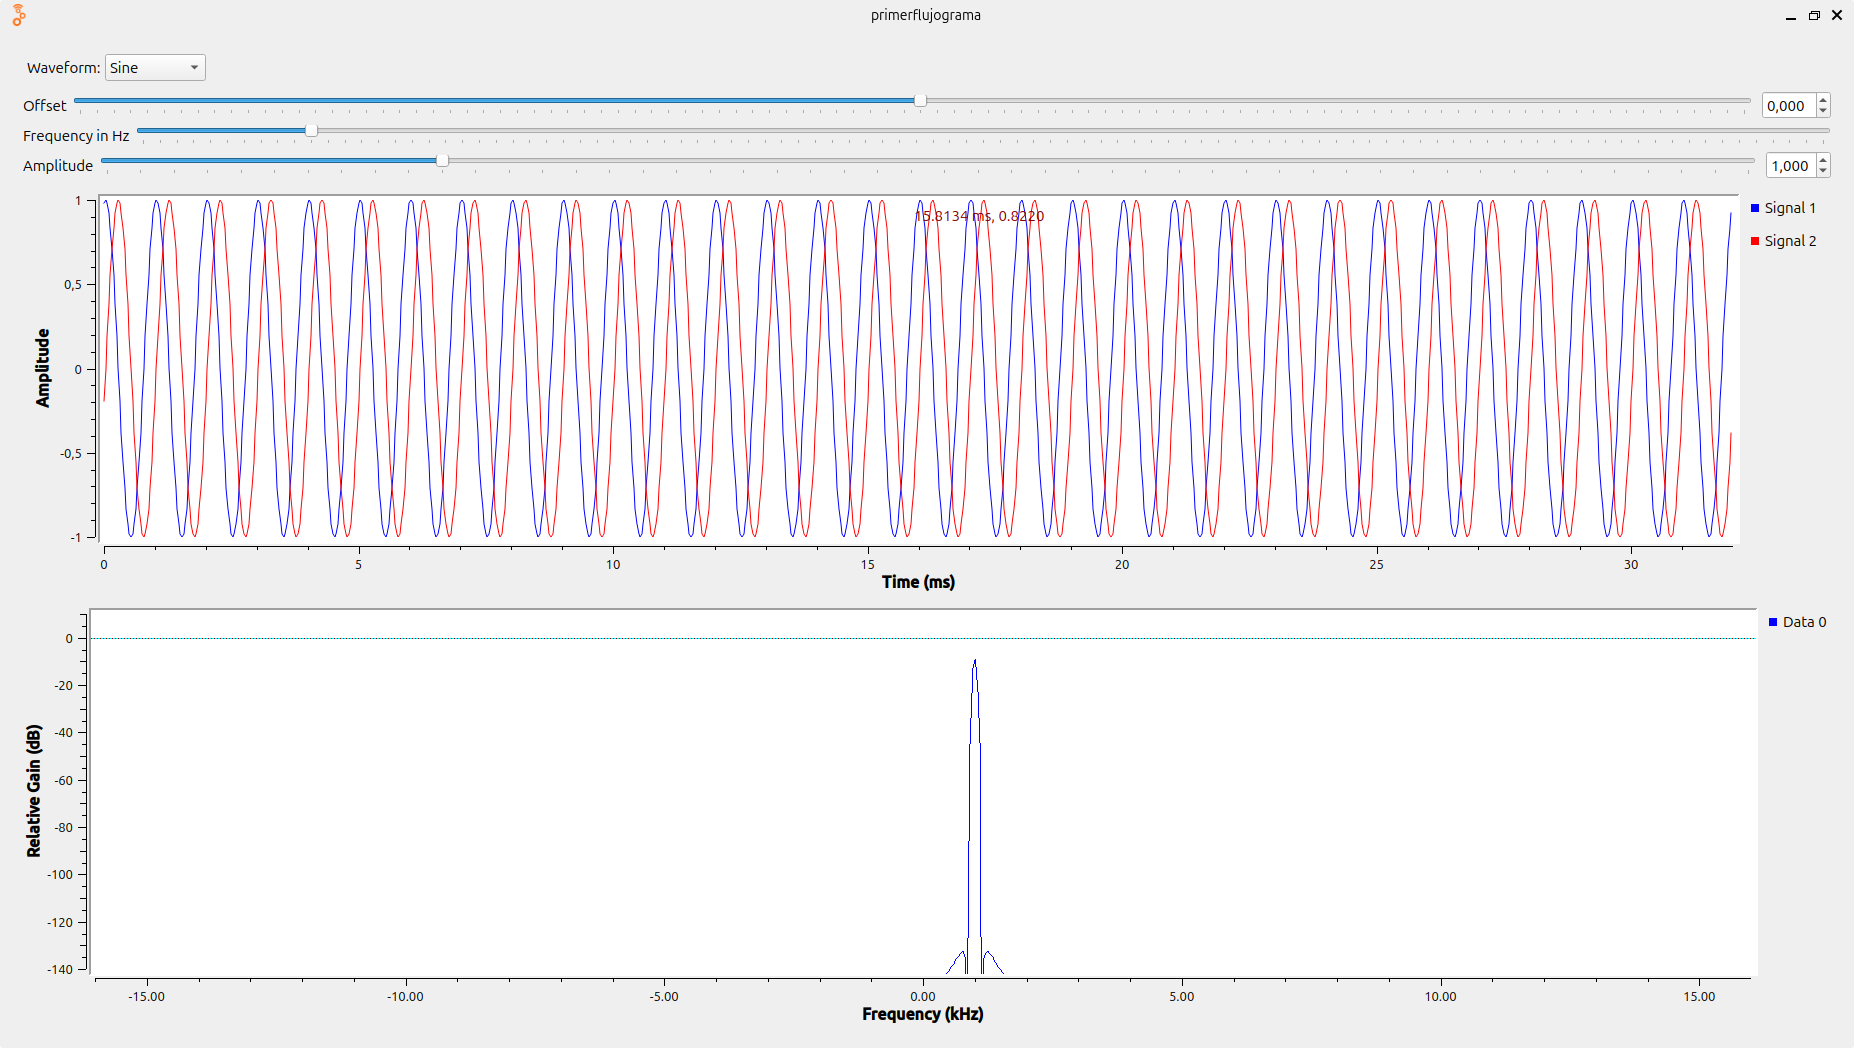 primerflujograma
Waveform: Sine
Offset 0,000
Frequency in Hz
Amplitude 1,000
15.8134 ms, 0.8220
Signal 1
Signal 2
1
0,5
0
-0,5
-1
Amplitude
0 5 10 15 20 25 30
Time (ms)
Data 0
0
-20
-40
-60
-80
-100
-120
-140
Relative Gain (dB)
-15.00 -10.00 -5.00 0.00 5.00 10.00 15.00
Frequency (kHz)